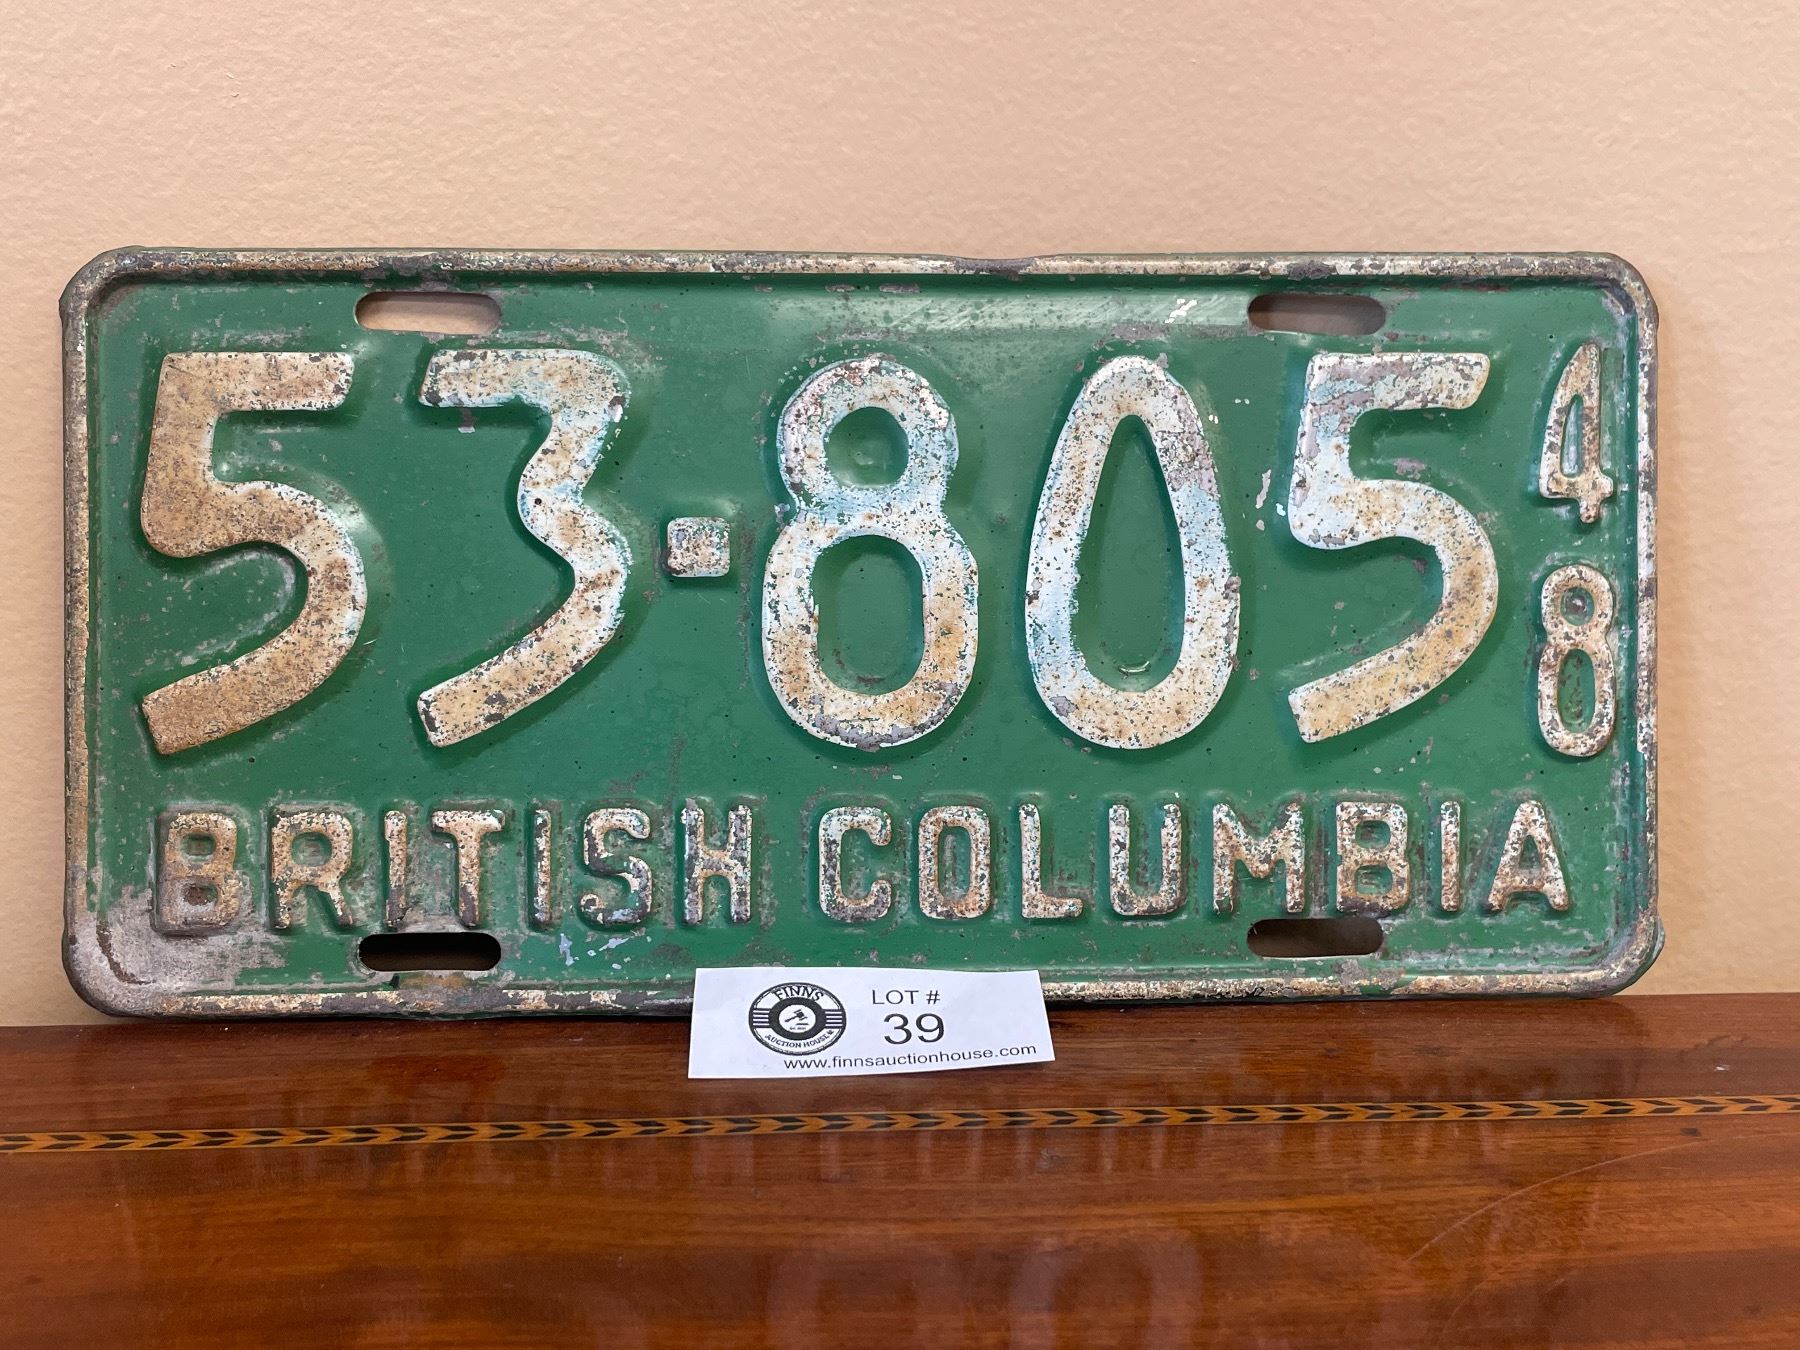 53-805
48
BRITISH COLUMBIA
FINNS
AUCTION HOUSE
LOT #
39
www.finnsauctionhouse.com